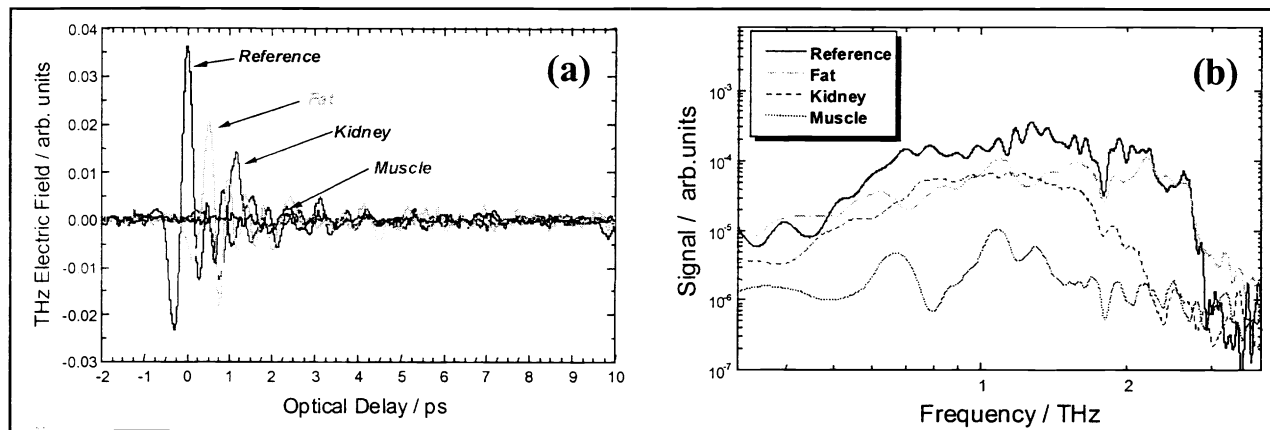 (a)
THz Electric Field / arb. units
0.04
0.03
0.02
0.01
0.00
-0.01
-0.02
-0.03
Reference
Fat
Kidney
Muscle
-2 -1 0 1 2 3 4 5 6 7 8 9 10
Optical Delay / ps
(b)
Signal / arb.units
Reference
Fat
Kidney
Muscle
10-3
10-4
10-5
10-6
10-7
1 2
Frequency / THz